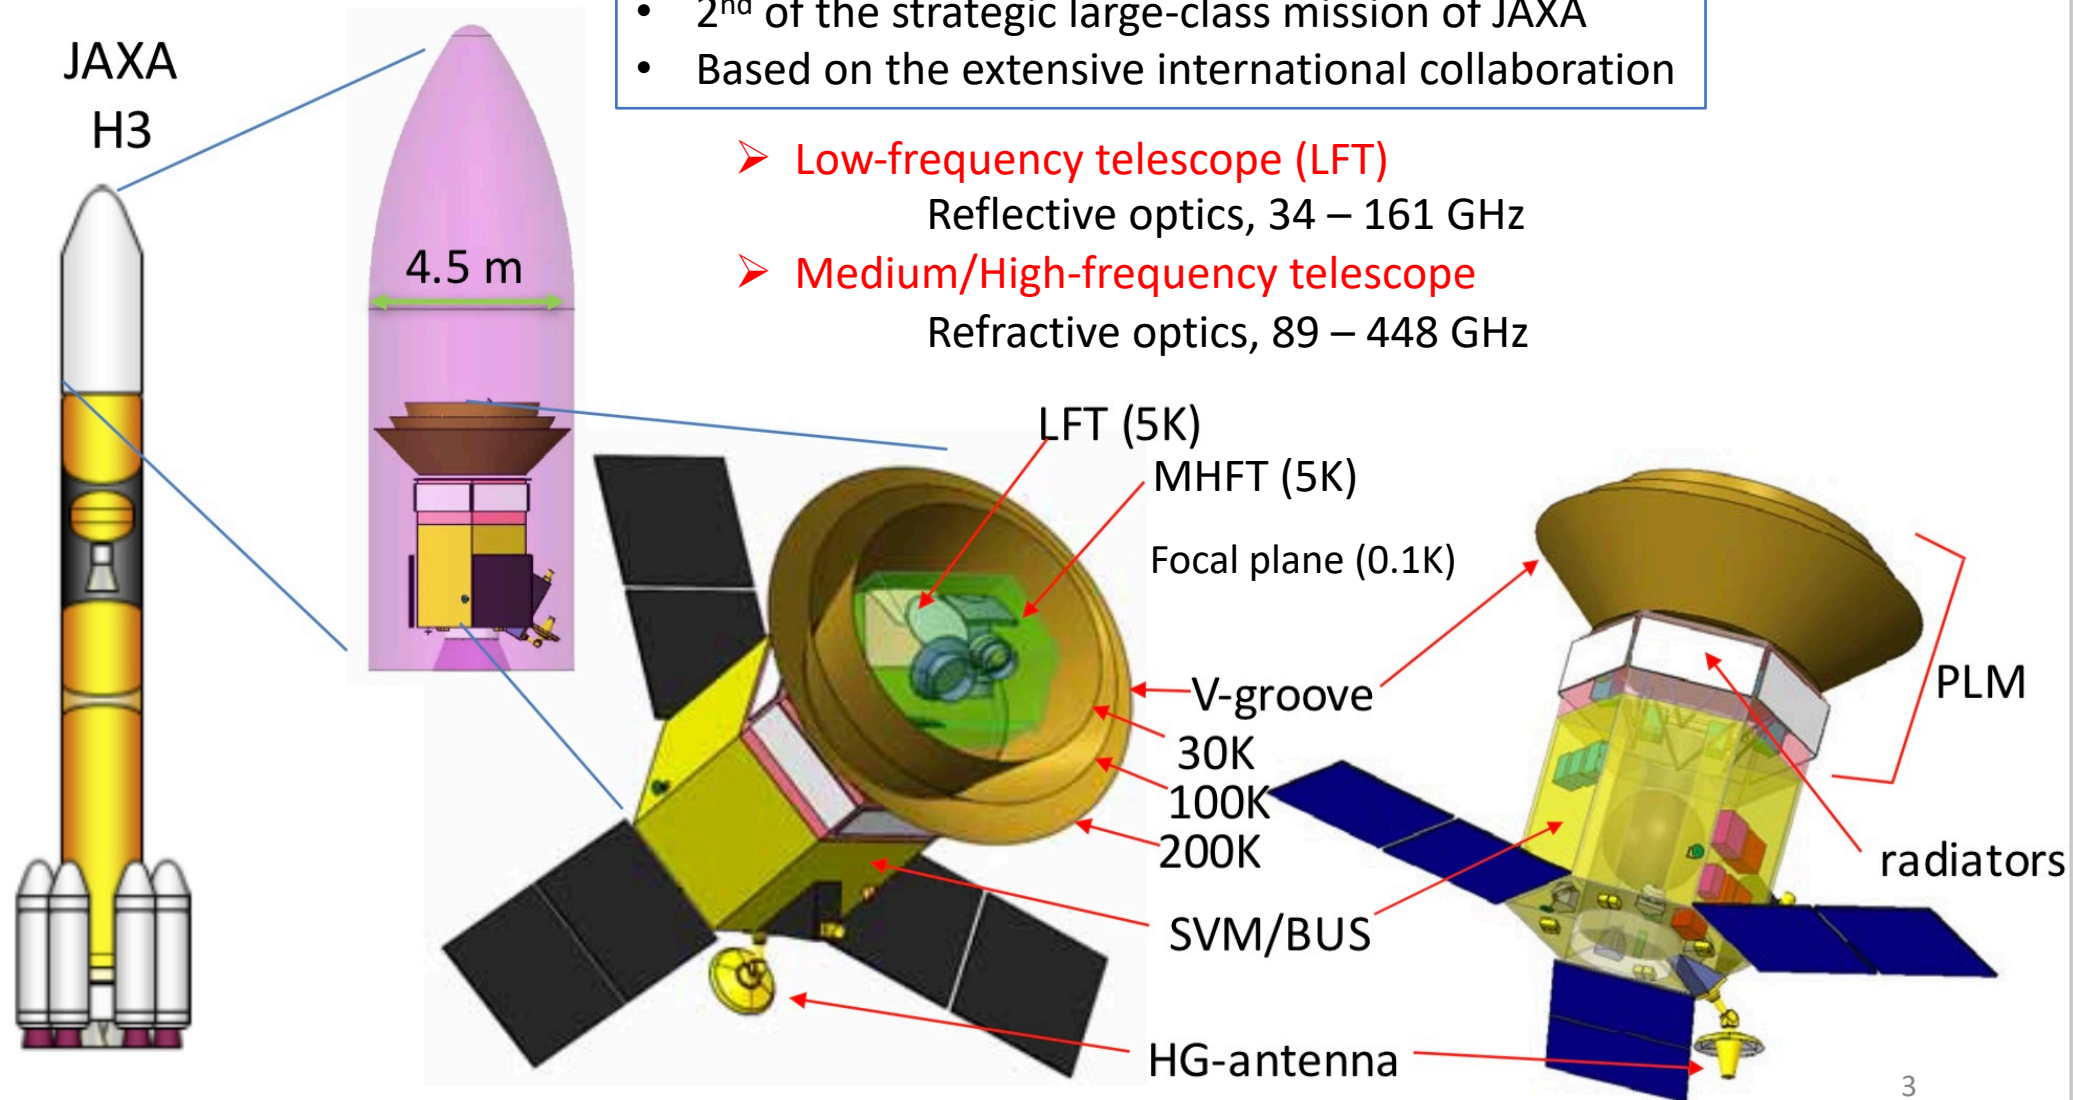 • 2nd of the strategic large-class mission of JAXA
• Based on the extensive international collaboration
JAXA
H3
➢ Low-frequency telescope (LFT)
Reflective optics, 34 – 161 GHz
➢ Medium/High-frequency telescope
Refractive optics, 89 – 448 GHz
4.5 m
LFT (5K)
MHFT (5K)
Focal plane (0.1K)
V-groove
30K
100K
200K
PLM
radiators
SVM/BUS
HG-antenna
3